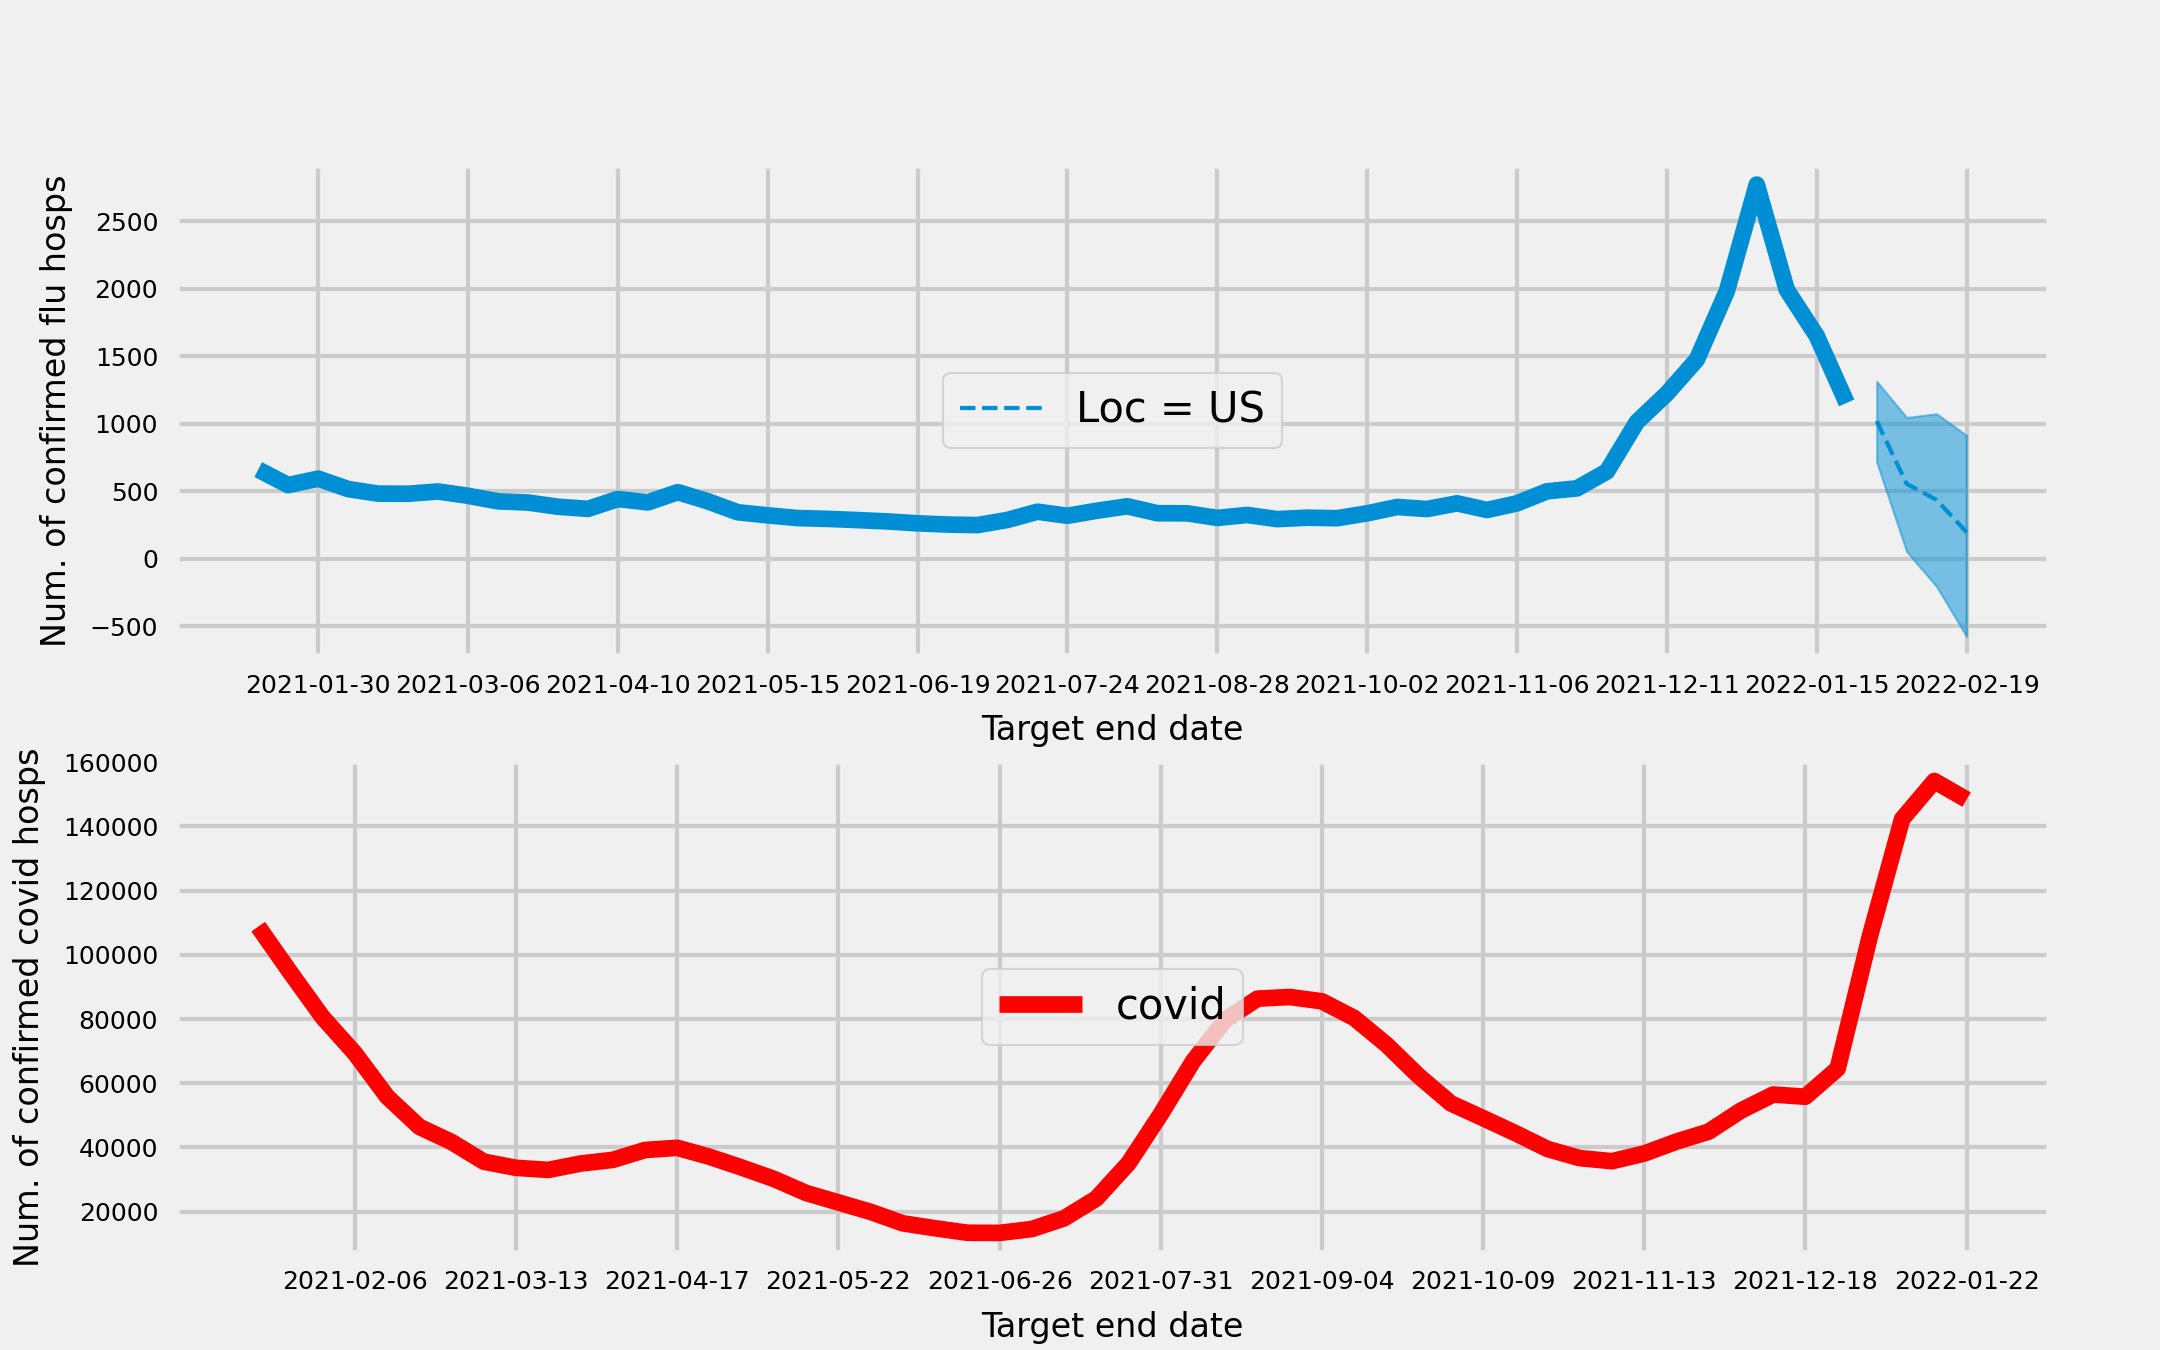 Num. of confirmed flu hosps
2500
2000
1500
1000
500
0
−500
Loc = US
2021-01-30 2021-03-06 2021-04-10 2021-05-15 2021-06-19 2021-07-24 2021-08-28 2021-10-02 2021-11-06 2021-12-11 2022-01-15 2022-02-19
Target end date
Num. of confirmed covid hosps
160000
140000
120000
100000
80000
60000
40000
20000
covid
2021-02-06 2021-03-13 2021-04-17 2021-05-22 2021-06-26 2021-07-31 2021-09-04 2021-10-09 2021-11-13 2021-12-18 2022-01-22
Target end date